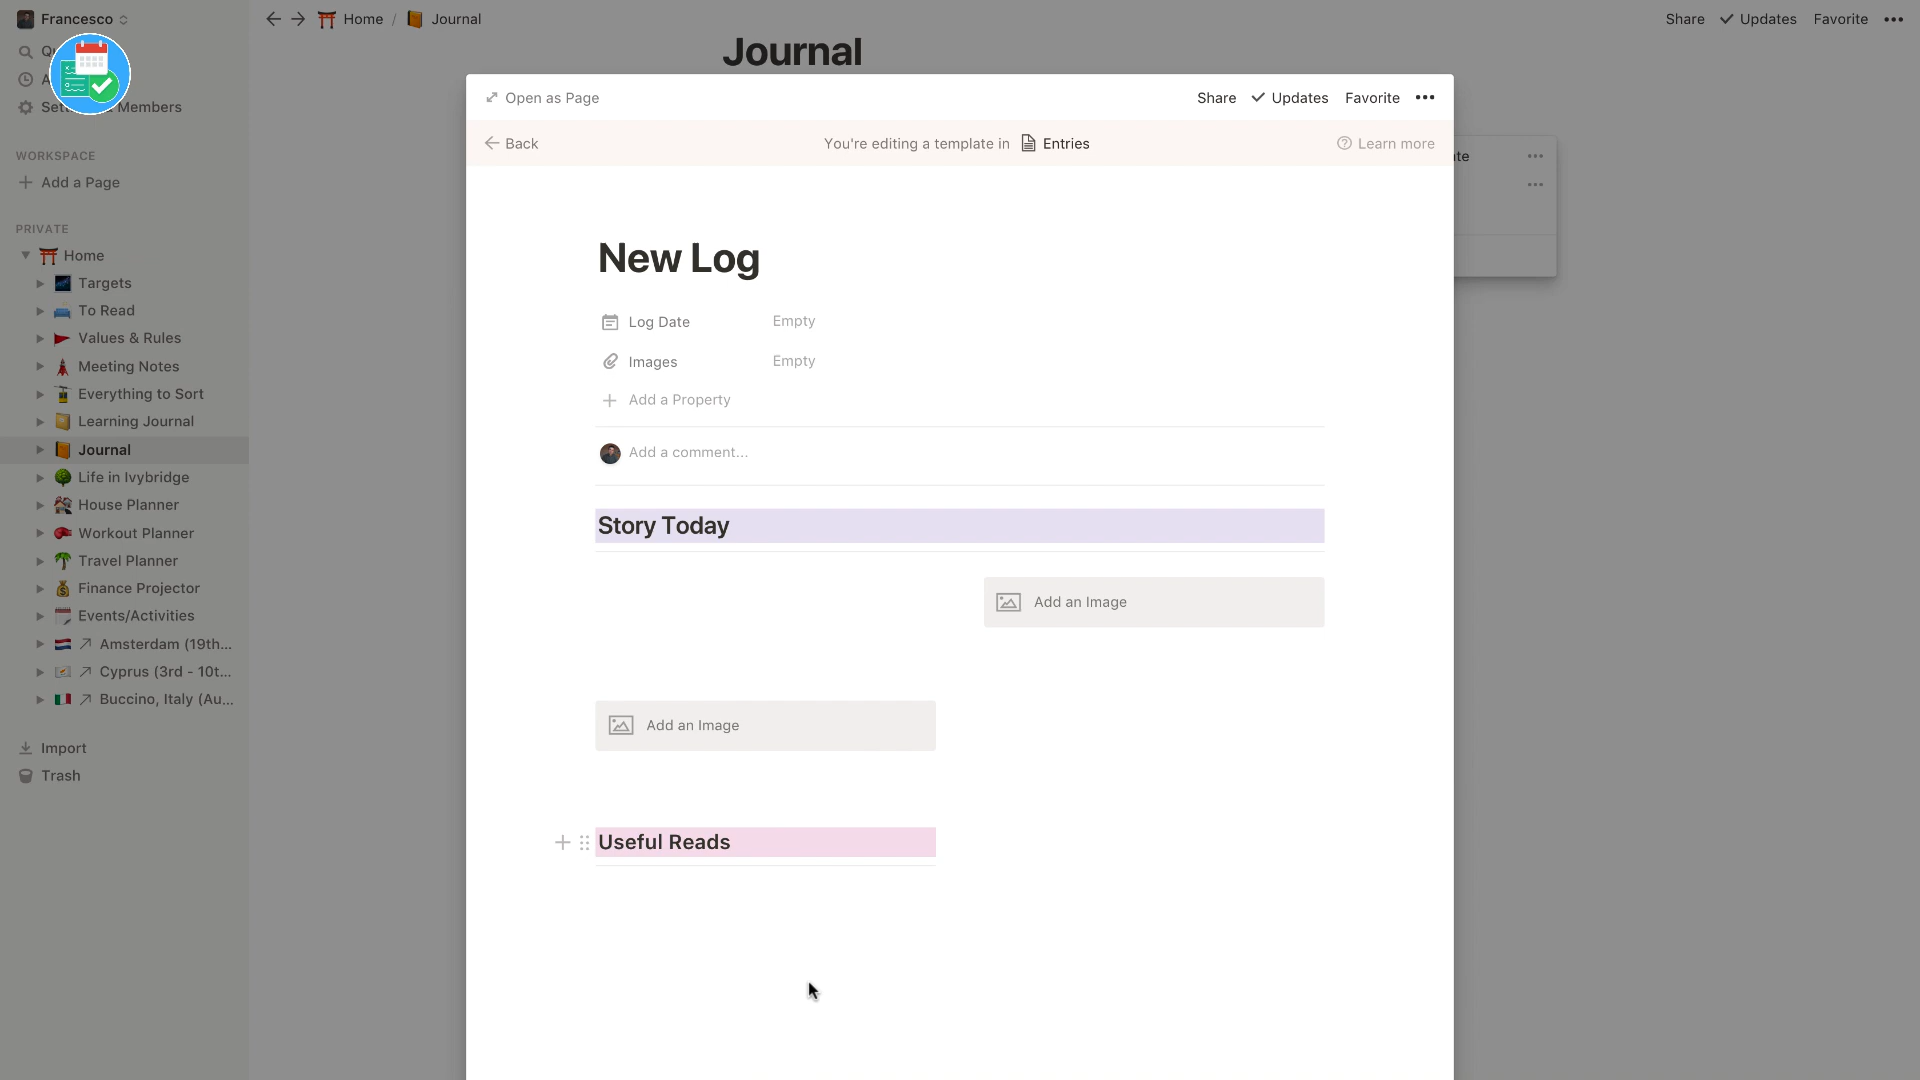 Francesco
Home / Journal
Share
Updates
Favorite
Journal
Members
WORKSPACE
Add a Page
PRIVATE
Home
Targets
To Read
Values & Rules
Meeting Notes
Everything to Sort
Learning Journal
Journal
Life in Ivybridge
House Planner
Workout Planner
Travel Planner
Finance Projector
Events/Activities
Amsterdam (19th...
Cyprus (3rd - 10t...
Buccino, Italy (Au...
Import
Trash
Open as Page
Share
Updates
Favorite
Back
You're editing a template in Entries
Learn more
New Log
Log Date Empty
Images Empty
Add a Property
Add a comment...
Story Today
Add an Image
Add an Image
Useful Reads